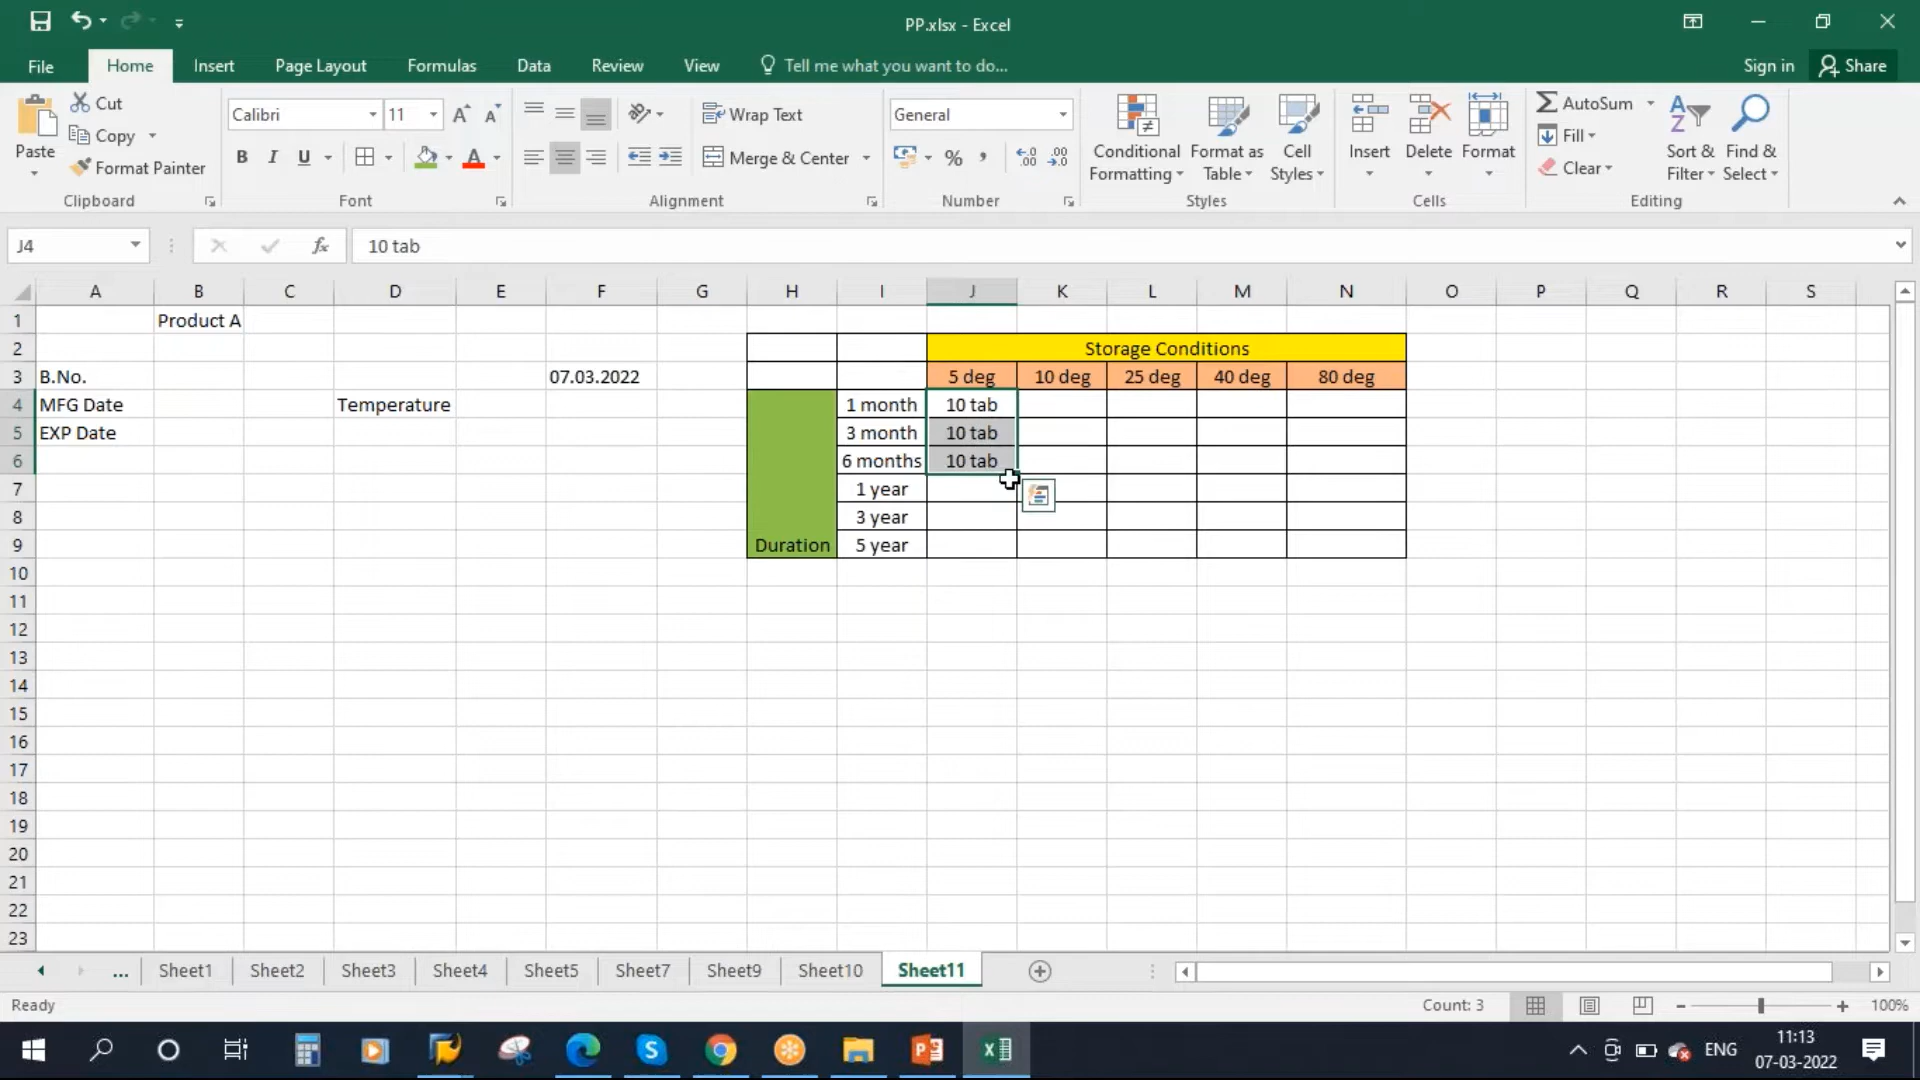 PP.xlsx - Excel
File Home Insert Page Layout Formulas Data Review View Tell me what you want to do... Sign in Share
Paste
Cut
Copy
Format Painter
Clipboard
Calibri 11
B I U
Font
Wrap Text
Merge & Center
Alignment
General
Number
Conditional Formatting
Format as Table
Cell Styles
Styles
Insert Delete Format
Cells
AutoSum
Fill
Clear
Sort & Filter
Find & Select
Editing
J4 fx 10 tab
A B C D E F G H I J K L M N O P Q R S
1 Product A
2 Storage Conditions
3 B.No. 07.03.2022 5 deg 10 deg 25 deg 40 deg 80 deg
4 MFG Date Temperature 1 month 10 tab
5 EXP Date 3 month 10 tab
6 6 months 10 tab
7 1 year
8 3 year
9 Duration 5 year
10
11
12
13
14
15
16
17
18
19
20
21
22
23
... Sheet1 Sheet2 Sheet3 Sheet4 Sheet5 Sheet7 Sheet9 Sheet10 Sheet11
Ready Count: 3 100%
ENG 11:13
07-03-2022